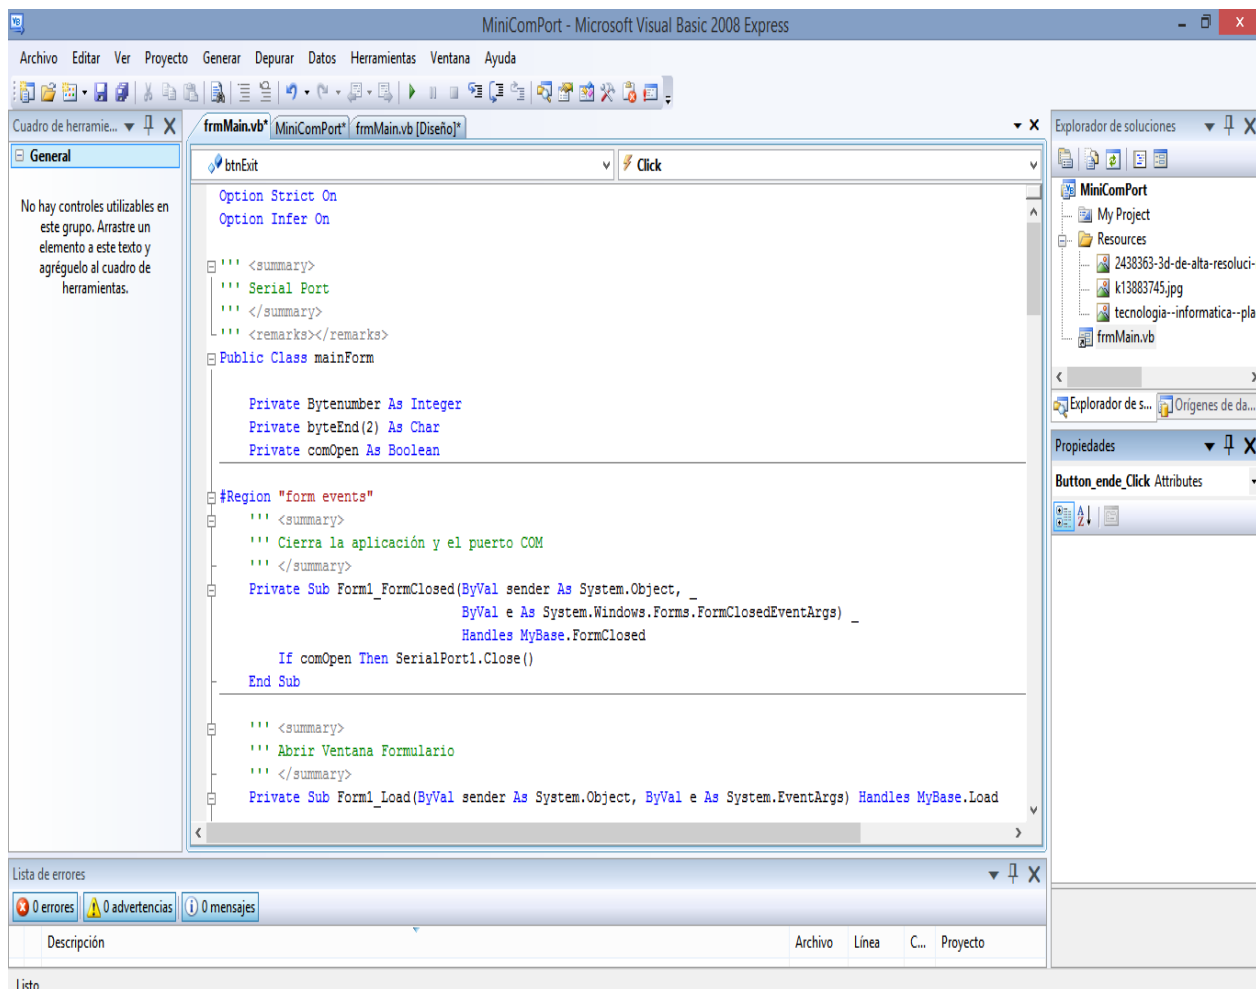 MiniComPort - Microsoft Visual Basic 2008 Express
Archivo Editar Ver Proyecto Generar Depurar Datos Herramientas Ventana Ayuda
Cuadro de herramie...
General
No hay controles utilizables en
este grupo. Arrastre un
elemento a este texto y
agréguelo al cuadro de
herramientas.
frmMain.vb* MiniComPort* frmMain.vb [Diseño]*
btnExit Click
Option Strict On
Option Infer On
''' <summary>
''' Serial Port
''' </summary>
''' <remarks></remarks>
Public Class mainForm
Private Bytenumber As Integer
Private byteEnd(2) As Char
Private comOpen As Boolean
#Region "form events"
''' <summary>
''' Cierra la aplicación y el puerto COM
''' </summary>
Private Sub Form1_FormClosed(ByVal sender As System.Object, _
ByVal e As System.Windows.Forms.FormClosedEventArgs) _
Handles MyBase.FormClosed
If comOpen Then SerialPort1.Close()
End Sub
''' <summary>
''' Abrir Ventana Formulario
''' </summary>
Private Sub Form1_Load(ByVal sender As System.Object, ByVal e As System.EventArgs) Handles MyBase.Load
Explorador de soluciones
MiniComPort
My Project
Resources
2438363-3d-de-alta-resoluci-
k13883745.jpg
tecnologia--informatica--pla
frmMain.vb
Explorador de s... Orígenes de da...
Propiedades
Button_ende_Click Attributes
Lista de errores
0 errores 0 advertencias 0 mensajes
Descripción Archivo Línea C... Proyecto
Listo